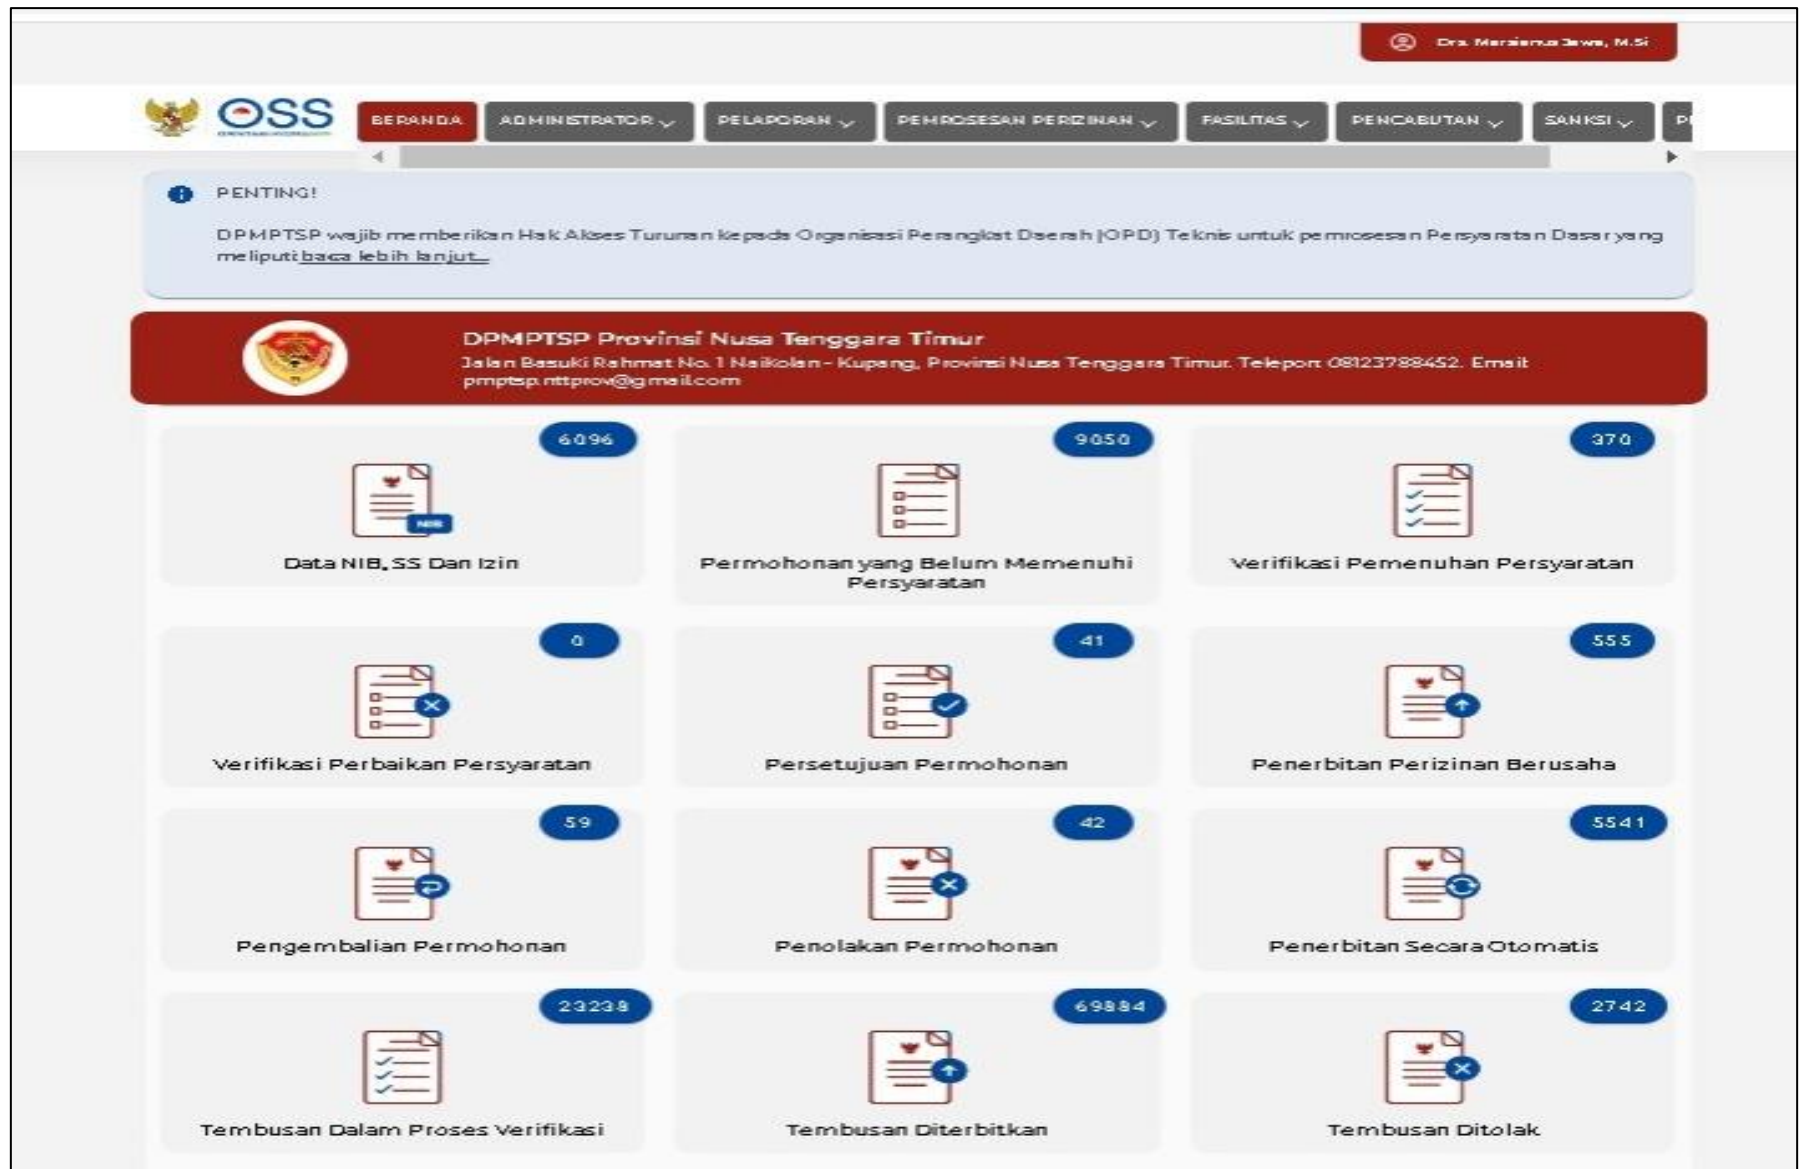 Drs. Marsianus Jawa, M.Si
OSS
BERANDA
ADMINISTRATOR
PELAPORAN
PEMROSESAN PERIZINAN
FASILITAS
PENCABUTAN
SANKSI
PENTING!
DPMPTSP wajib memberikan Hak Akses Turunan kepada Organisasi Perangkat Daerah (OPD) Teknis untuk pemrosesan Persyaratan Dasar yang
meliputi: baca lebih lanjut...
DPMPTSP Provinsi Nusa Tenggara Timur
Jalan Basuki Rahmat No. 1 Naikolan - Kupang, Provinsi Nusa Tenggara Timur. Telepon: 08123788452. Email:
pmptsp.nttprov@gmail.com
6096
NIB
Data NIB, SS Dan Izin
9050
Permohonan yang Belum Memenuhi
Persyaratan
370
Verifikasi Pemenuhan Persyaratan
0
Verifikasi Perbaikan Persyaratan
41
Persetujuan Permohonan
555
Penerbitan Perizinan Berusaha
59
Pengembalian Permohonan
42
Penolakan Permohonan
5541
Penerbitan Secara Otomatis
23238
Tembusan Dalam Proses Verifikasi
69884
Tembusan Diterbitkan
2742
Tembusan Ditolak